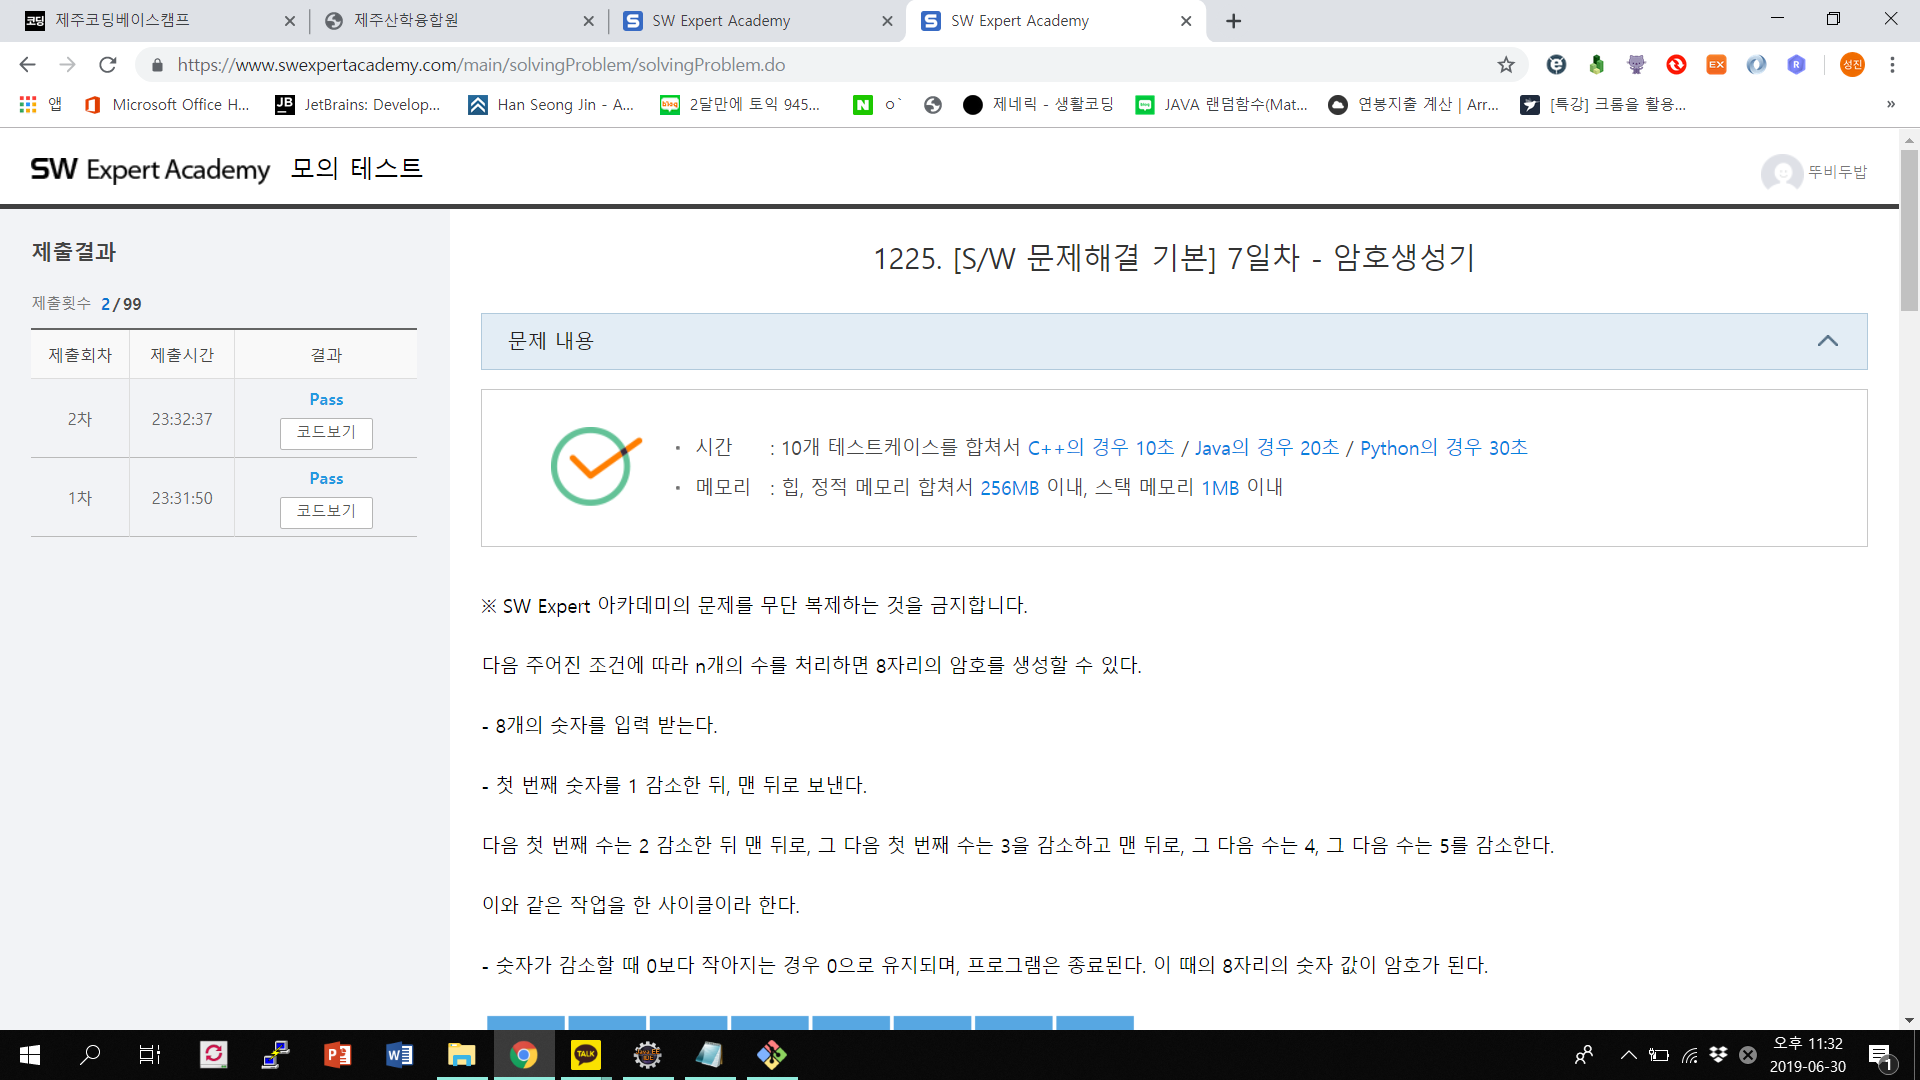 코딩 제주코딩베이스캠프
제주산학융합원
SW Expert Academy
SW Expert Academy
https://www.swexpertacademy.com/main/solvingProblem/solvingProblem.do
성진
앱
Microsoft Office H...
JB JetBrains: Develop...
Han Seong Jin - A...
blog 2달만에 토익 945...
N ㅇ`
제네릭 - 생활코딩
JAVA 랜덤함수(Mat...
연봉지출 계산 | Arr...
[특강] 크롬을 활용...
»
SW Expert Academy 모의 테스트
뚜비두밥
제출결과
제출횟수 2 / 99
제출회차 제출시간 결과
2차 23:32:37 Pass
코드보기
1차 23:31:50 Pass
코드보기
1225. [S/W 문제해결 기본] 7일차 - 암호생성기
문제 내용
시간 : 10개 테스트케이스를 합쳐서 C++의 경우 10초 / Java의 경우 20초 / Python의 경우 30초
메모리 : 힙, 정적 메모리 합쳐서 256MB 이내, 스택 메모리 1MB 이내
※ SW Expert 아카데미의 문제를 무단 복제하는 것을 금지합니다.
다음 주어진 조건에 따라 n개의 수를 처리하면 8자리의 암호를 생성할 수 있다.
- 8개의 숫자를 입력 받는다.
- 첫 번째 숫자를 1 감소한 뒤, 맨 뒤로 보낸다.
다음 첫 번째 수는 2 감소한 뒤 맨 뒤로, 그 다음 첫 번째 수는 3을 감소하고 맨 뒤로, 그 다음 수는 4, 그 다음 수는 5를 감소한다.
이와 같은 작업을 한 사이클이라 한다.
- 숫자가 감소할 때 0보다 작아지는 경우 0으로 유지되며, 프로그램은 종료된다. 이 때의 8자리의 숫자 값이 암호가 된다.
TALK
오후 11:32
2019-06-30
1